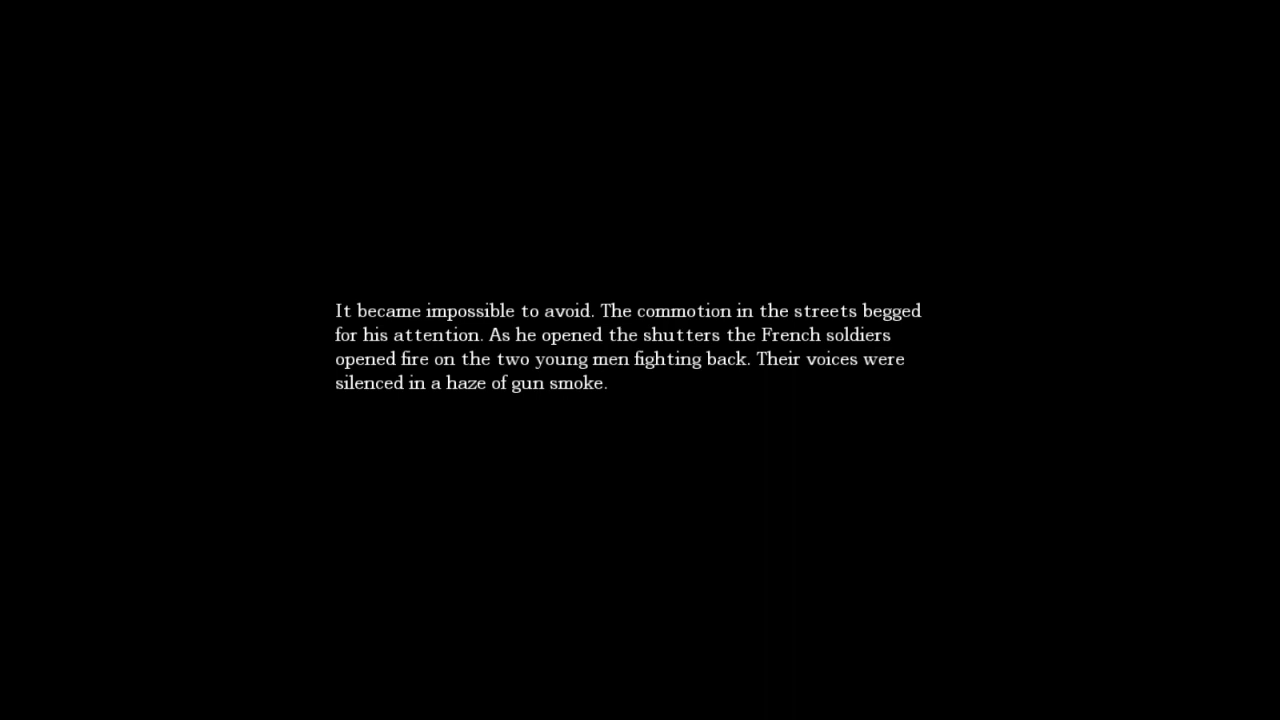 It became impossible to avoid. The commotion in the streets begged
for his attention. As he opened the shutters the French soldiers
opened fire on the two young men fighting back. Their voices were
silenced in a haze of gun smoke.